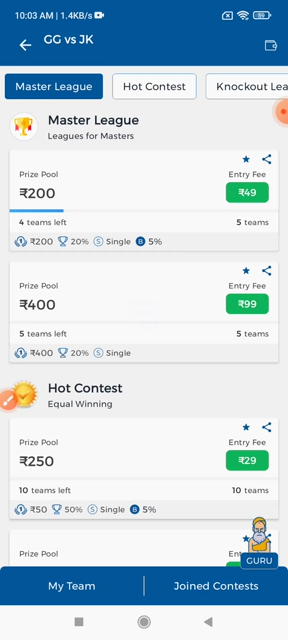 10:03 AM | 1.4KB/s
GG vs JK
Master League
Hot Contest
Knockout Lea
Master League
Leagues for Masters
Prize Pool
Entry Fee
₹200
₹49
4 teams left
5 teams
₹200 20% S Single B 5%
Prize Pool
Entry Fee
₹400
₹99
5 teams left
5 teams
₹400 20% S Single
Hot Contest
Equal Winning
Prize Pool
Entry Fee
₹250
₹29
10 teams left
10 teams
₹50 50% S Single B 5%
Prize Pool
GURU
My Team
Joined Contests